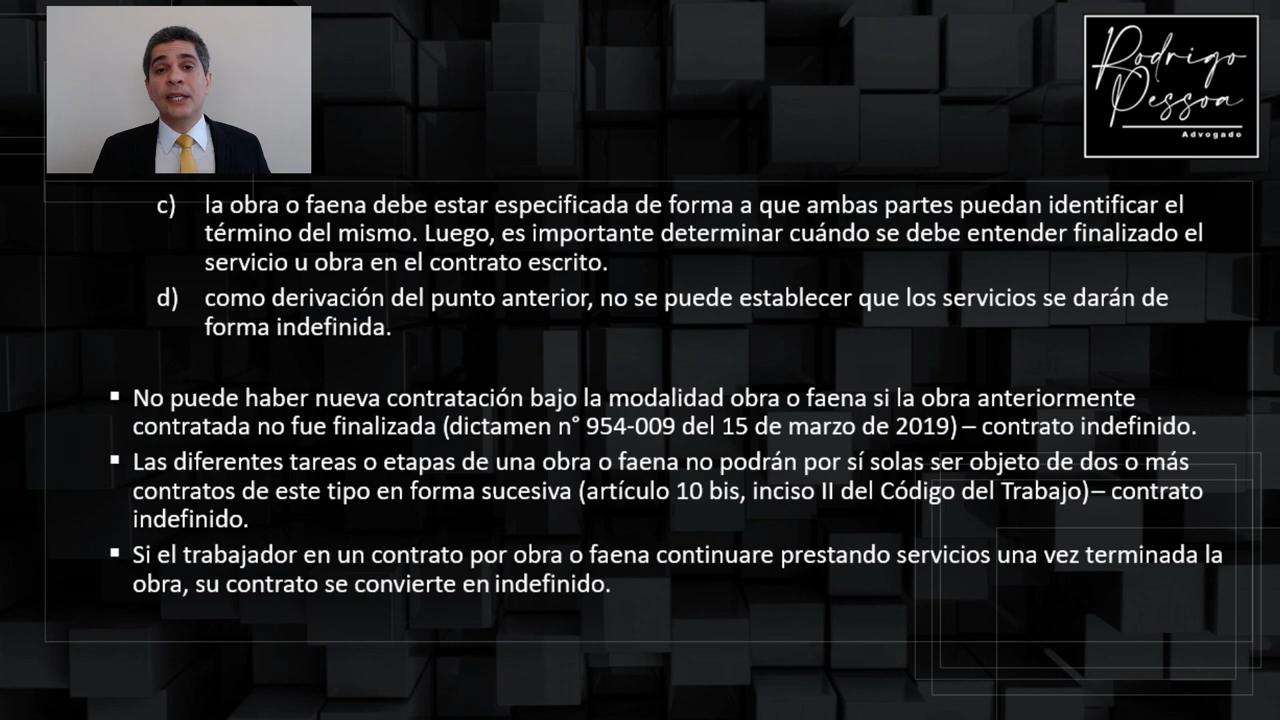 Rodrigo
Pessoa
Advogado
c) la obra o faena debe estar especificada de forma a que ambas partes puedan identificar el
término del mismo. Luego, es importante determinar cuándo se debe entender finalizado el
servicio u obra en el contrato escrito.
d) como derivación del punto anterior, no se puede establecer que los servicios se darán de
forma indefinida.
▪ No puede haber nueva contratación bajo la modalidad obra o faena si la obra anteriormente
contratada no fue finalizada (dictamen n° 954-009 del 15 de marzo de 2019) – contrato indefinido.
▪ Las diferentes tareas o etapas de una obra o faena no podrán por sí solas ser objeto de dos o más
contratos de este tipo en forma sucesiva (artículo 10 bis, inciso II del Código del Trabajo)– contrato
indefinido.
▪ Si el trabajador en un contrato por obra o faena continuare prestando servicios una vez terminada la
obra, su contrato se convierte en indefinido.